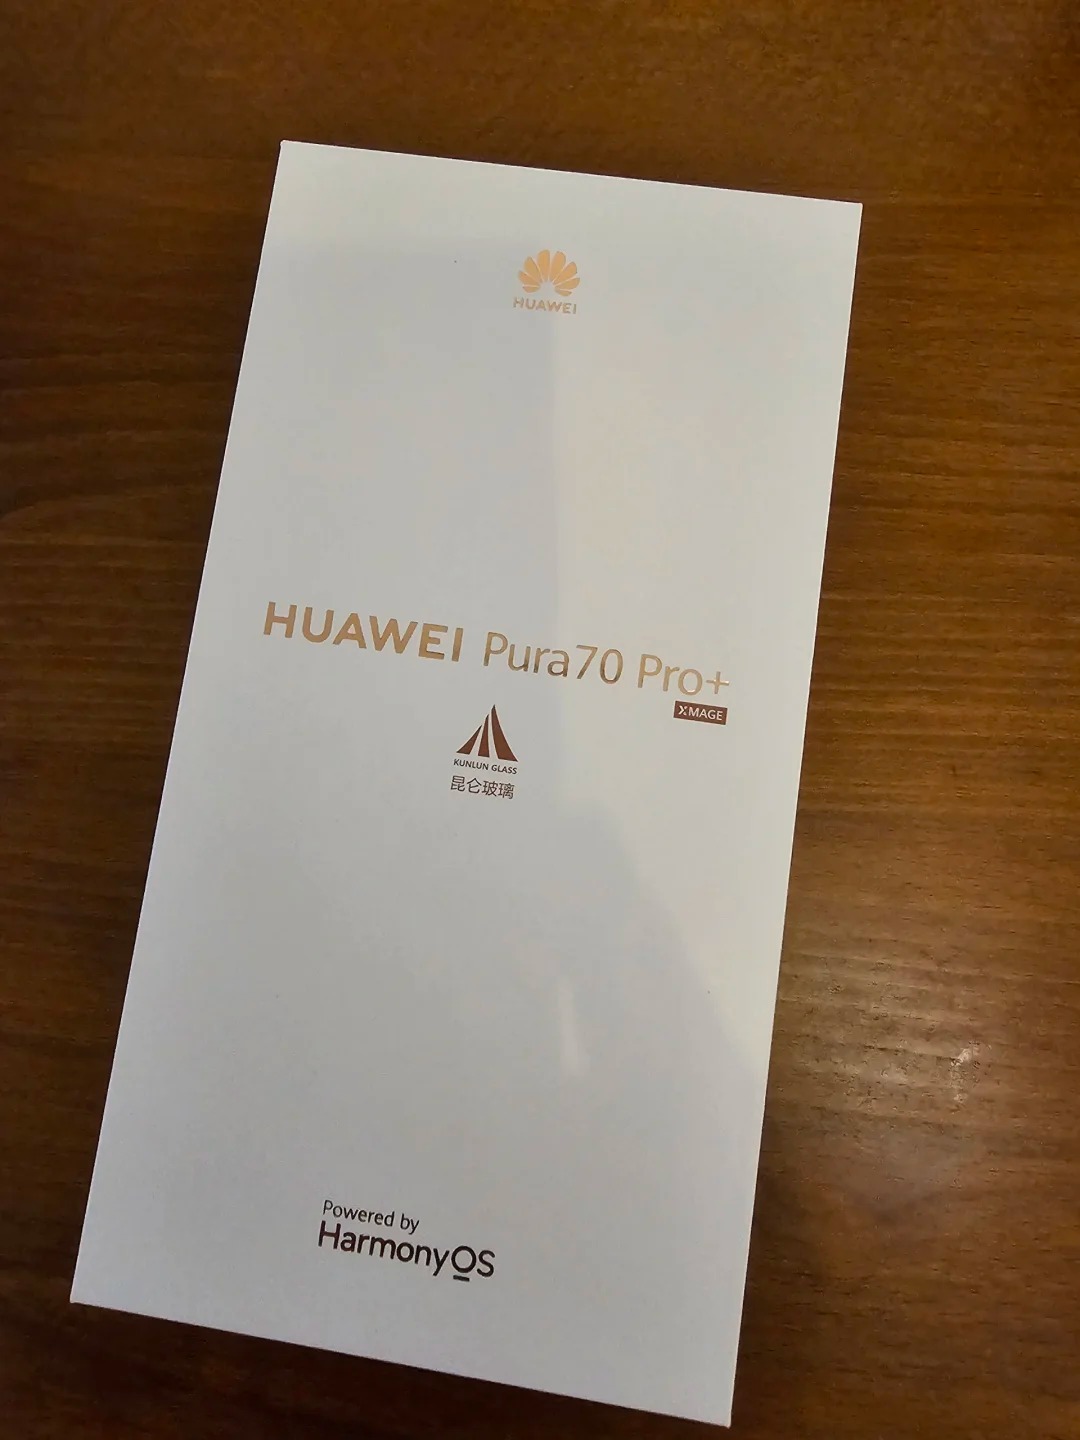 HUAWEI
HUAWEI Pura70 Pro+
XMAGE
KUNLUN GLASS
昆仑玻璃
Powered by
HarmonyOS